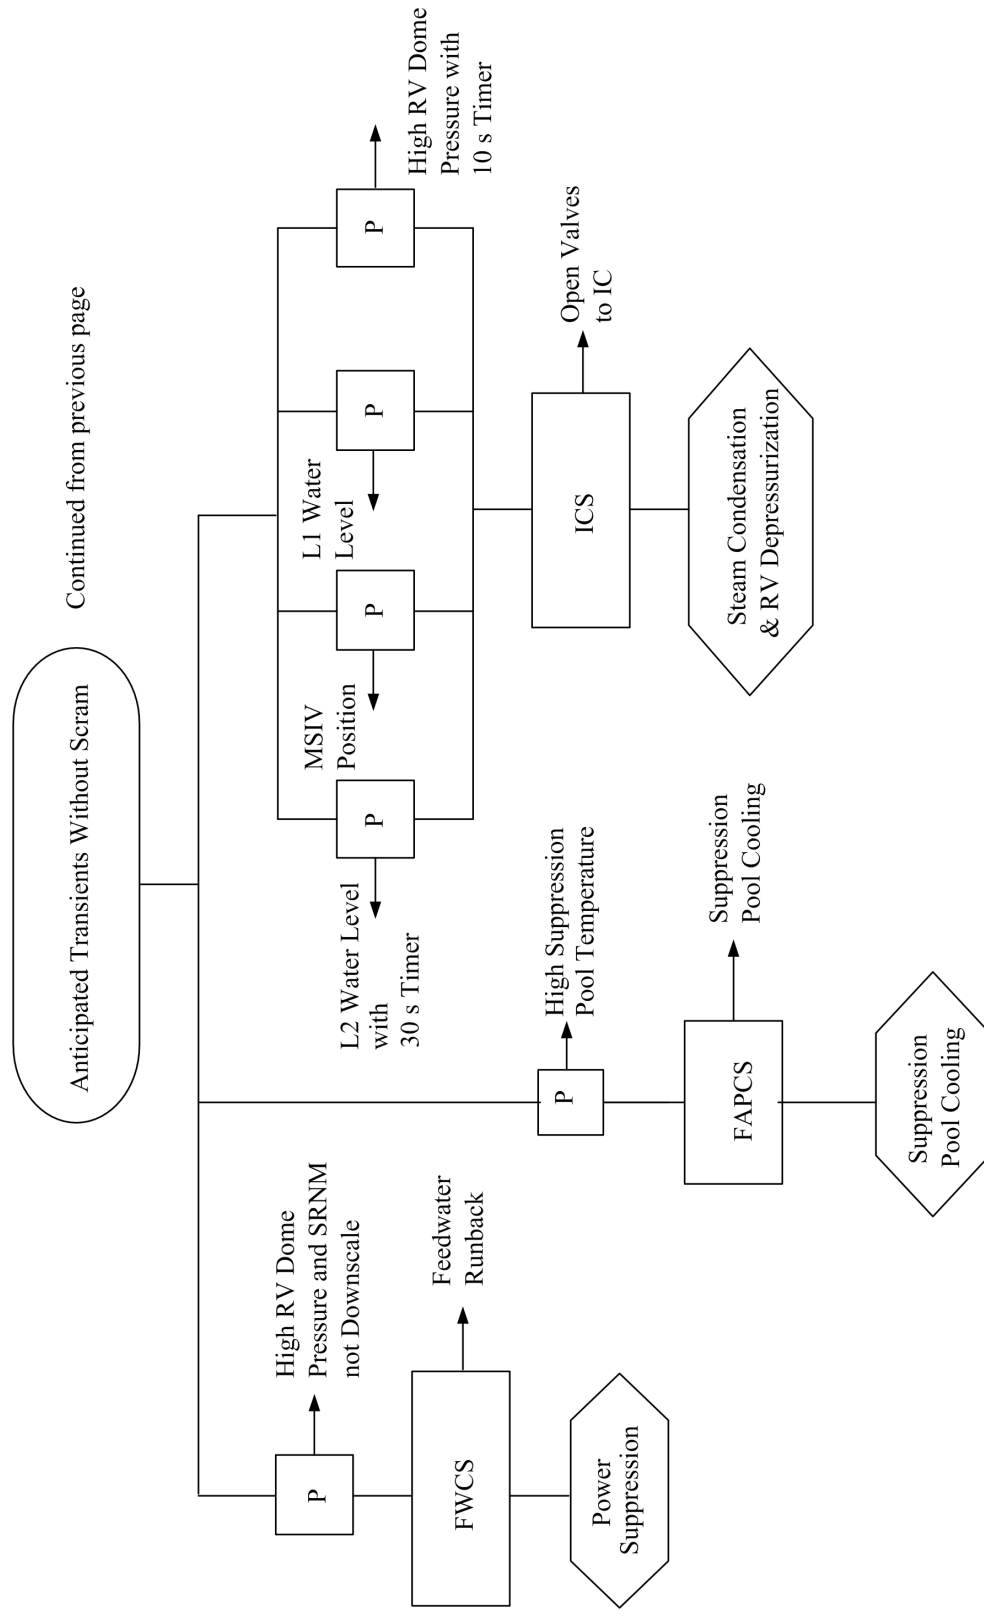 Continued from previous page
Anticipated Transients Without Scram
High RV Dome
Pressure and SRNM
not Downscale
P
FWCS
Feedwater
Runback
Power
Suppression
P
High Suppression
Pool Temperature
FAPCS
Suppression
Pool Cooling
Suppression
Pool Cooling
L2 Water Level
with
30 s Timer
P
MSIV
Position
P
L1 Water
Level
P
High RV Dome
Pressure with
10 s Timer
P
ICS
Open Valves
to IC
Steam Condensation
& RV Depressurization